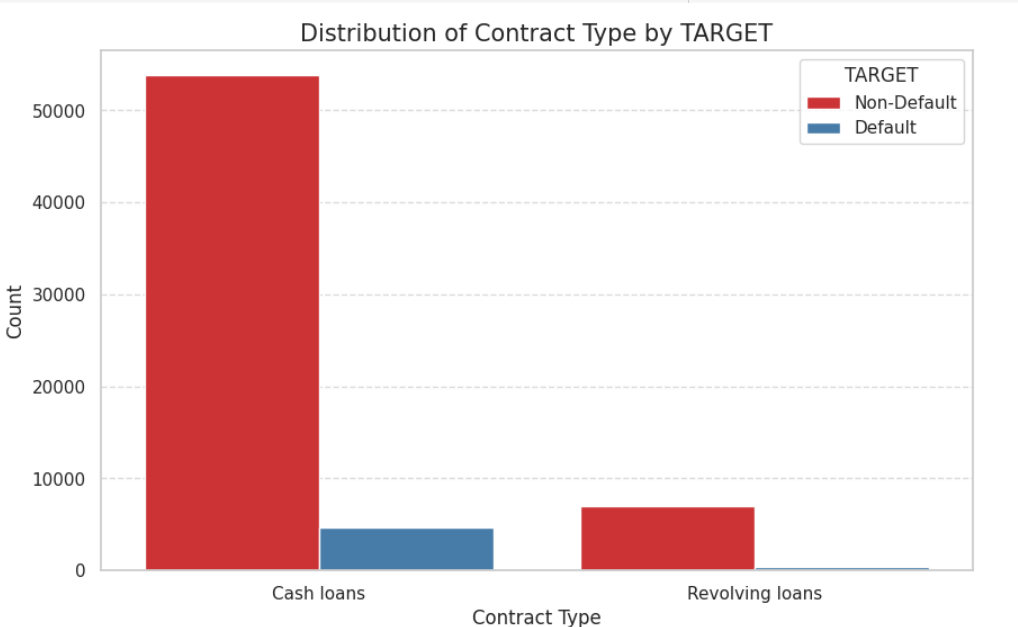 Distribution of Contract Type by TARGET
TARGET
Non-Default
Default
50000
40000
30000
20000
10000
0
Count
Cash loans
Revolving loans
Contract Type